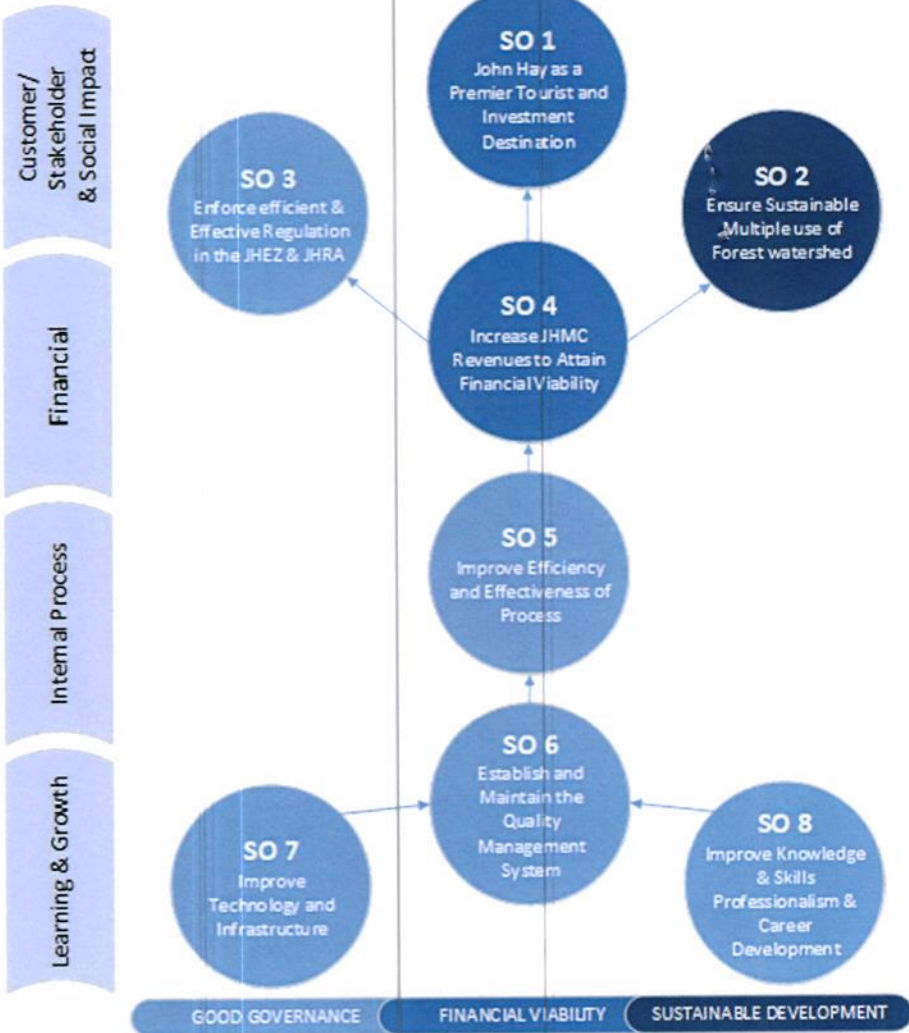 Customer/
Stakeholder
& Social Impact
SO 1
John Hay as a
Premier Tourist and
Investment
Destination
SO 3
Enforce efficient &
Effective Regulation
in the JHEZ & JHRA
SO 2
Ensure Sustainable
Multiple use of
Forest watershed
Financial
SO 4
Increase JHMC
Revenues to Attain
Financial Viability
Internal Process
SO 5
Improve Efficiency
and Effectiveness of
Process
Learning & Growth
SO 6
Establish and
Maintain the
Quality
Management
System
SO 7
Improve
Technology and
Infrastructure
SO 8
Improve Knowledge
& Skills
Professionalism &
Career
Development
GOOD GOVERNANCE
FINANCIAL VIABILITY
SUSTAINABLE DEVELOPMENT